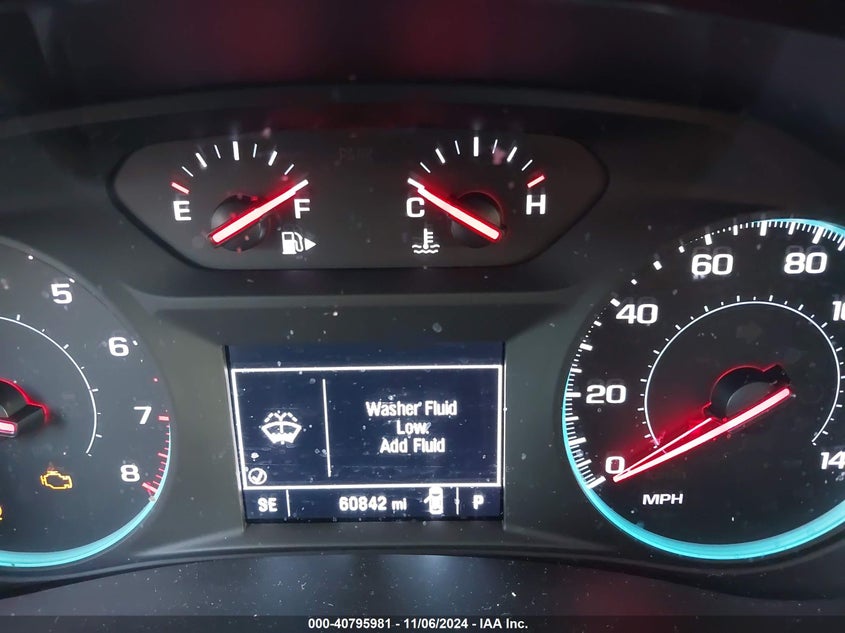 E F C H
5
6
7
8
Washer Fluid
Low.
Add Fluid
SE 60842 mi P
0
20
40
60
80
MPH
000-40795981 - 11/06/2024 - IAA Inc.